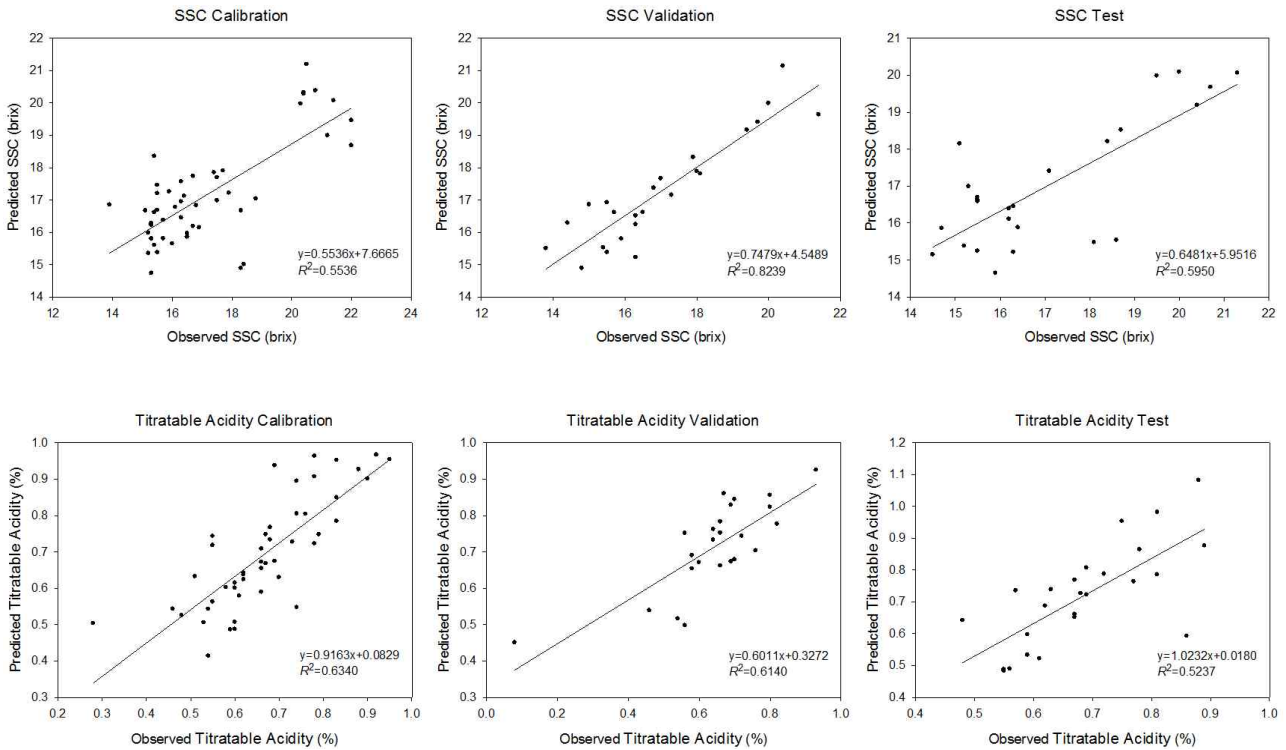 SSC Calibration
22
21
20
19
18
17
16
15
14
Predicted SSC (brix)
y=0.5536x+7.6665
R²=0.5536
12 14 16 18 20 22 24
Observed SSC (brix)
SSC Validation
22
21
20
19
18
17
16
15
14
Predicted SSC (brix)
y=0.7479x+4.5489
R²=0.8239
12 14 16 18 20 22
Observed SSC (brix)
SSC Test
22
21
20
19
18
17
16
15
14
Predicted SSC (brix)
y=0.6481x+5.9516
R²=0.5950
14 15 16 17 18 19 20 21 22
Observed SSC (brix)
Titratable Acidity Calibration
1.0
0.9
0.8
0.7
0.6
0.5
0.4
0.3
Predicted Titratable Acidity (%)
y=0.9163x+0.0829
R²=0.6340
0.2 0.3 0.4 0.5 0.6 0.7 0.8 0.9 1.0
Observed Titratable Acidity (%)
Titratable Acidity Validation
1.0
0.9
0.8
0.7
0.6
0.5
0.4
0.3
Predicted Titratable Acidity (%)
y=0.6011x+0.3272
R²=0.6140
0.0 0.2 0.4 0.6 0.8 1.0
Observed Titratable Acidity (%)
Titratable Acidity Test
1.2
1.1
1.0
0.9
0.8
0.7
0.6
0.5
0.4
Predicted Titratable Acidity (%)
y=1.0232x+0.0180
R²=0.5237
0.4 0.5 0.6 0.7 0.8 0.9 1.0
Observed Titratable Acidity (%)